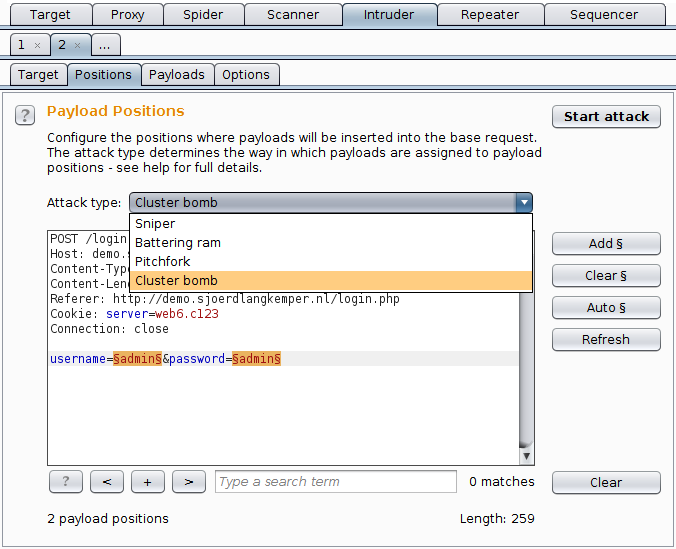 Target Proxy Spider Scanner Intruder Repeater Sequencer
1 × 2 × ...
Target Positions Payloads Options
? Payload Positions Start attack
Configure the positions where payloads will be inserted into the base request.
The attack type determines the way in which payloads are assigned to payload
positions - see help for full details.
Attack type: Cluster bomb
Sniper
Battering ram
Pitchfork
Cluster bomb
POST /login
Host: demo.s
Content-Typ
Content-Len
Referer: http://demo.sjoerdlangkemper.nl/login.php
Cookie: server=web6.c123
Connection: close
username=§admin§&password=§admin§
Add §
Clear §
Auto §
Refresh
? < + > Type a search term 0 matches Clear
2 payload positions Length: 259